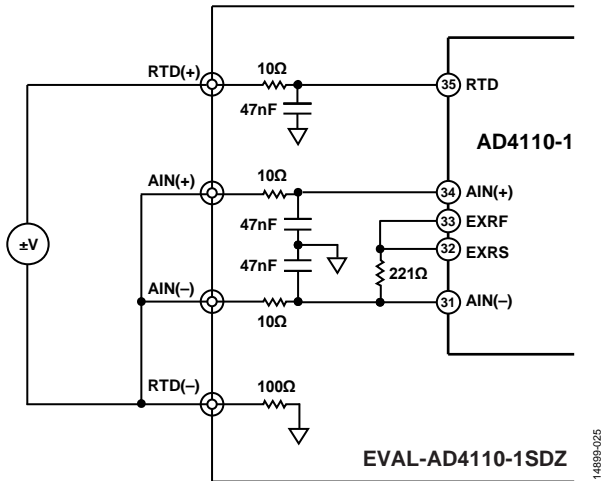 RTD(+)
10Ω
47nF
35 RTD
AD4110-1
AIN(+)
10Ω
34 AIN(+)
33 EXRF
47nF
±V
32 EXRS
47nF
221Ω
AIN(–)
31 AIN(–)
10Ω
RTD(–)
100Ω
EVAL-AD4110-1SDZ
14899-025